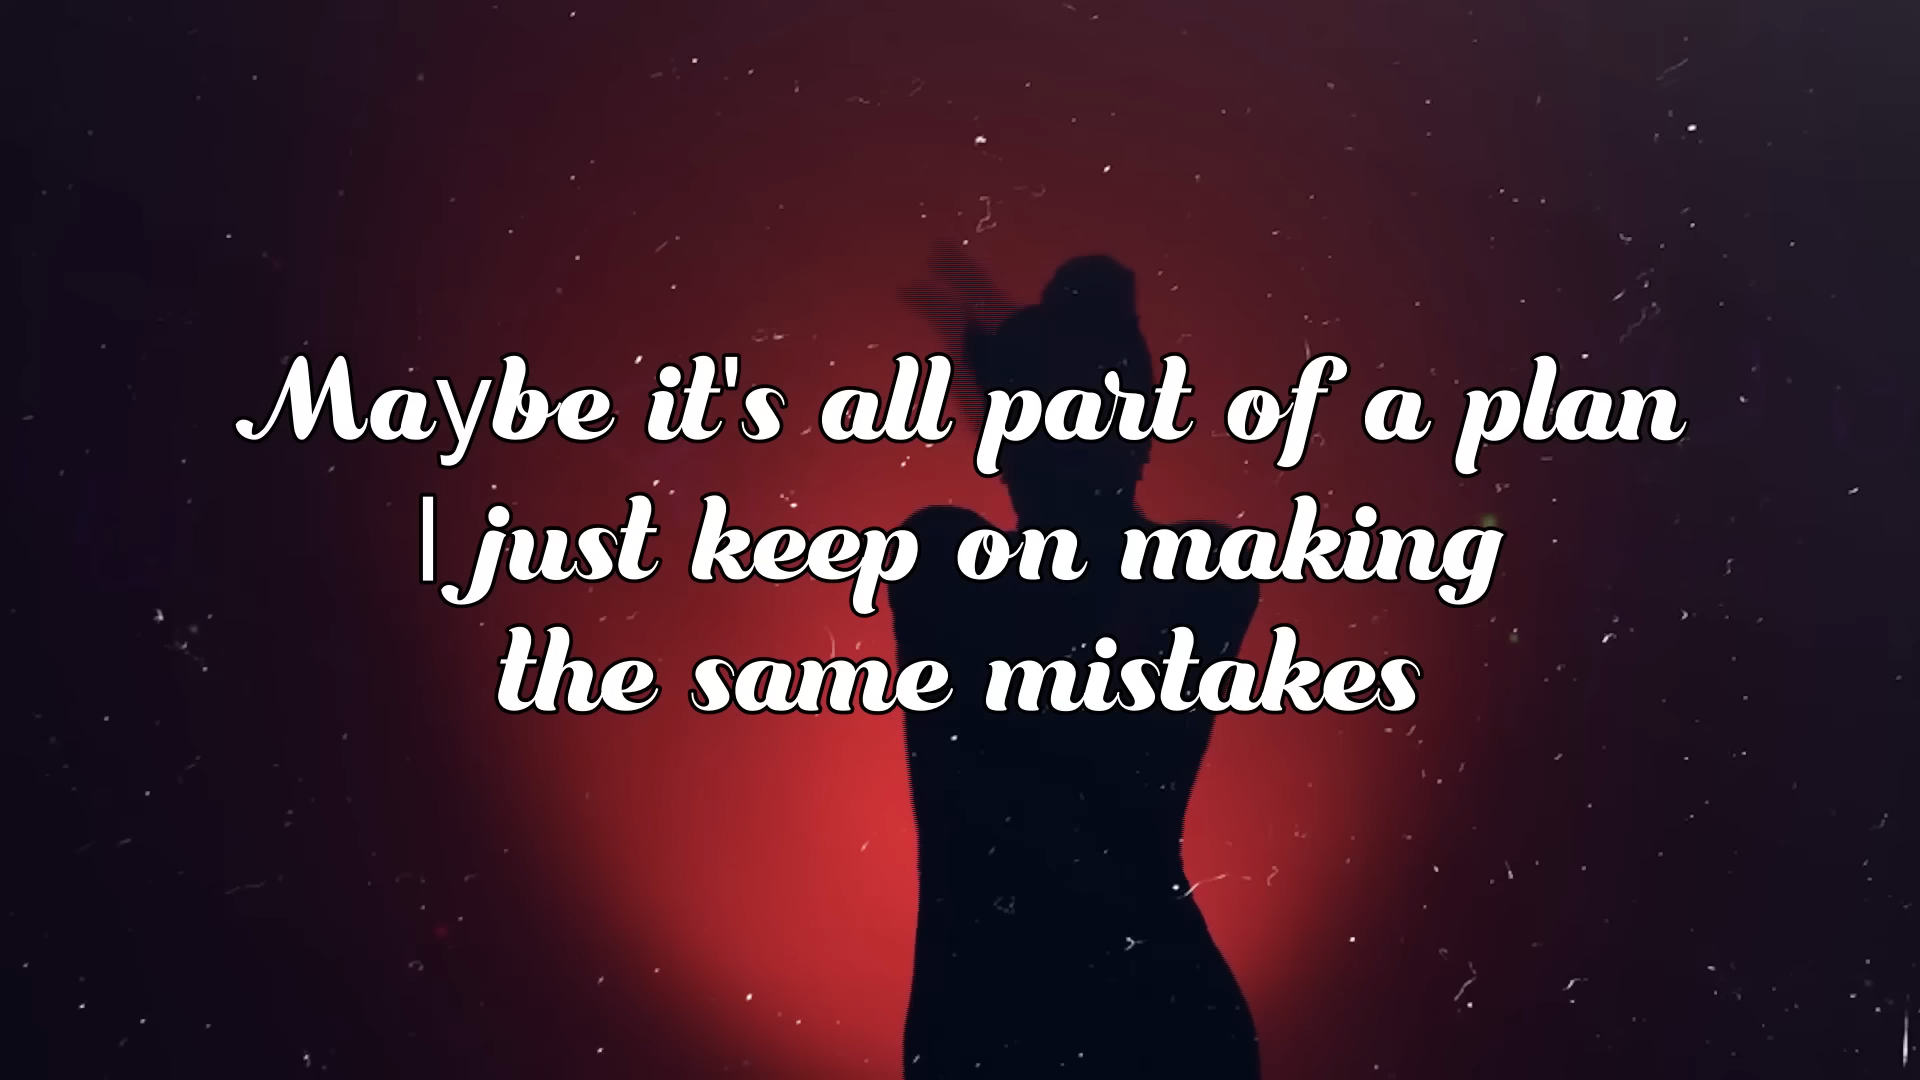 Maybe it's all part of a plan
I just keep on making
the same mistakes